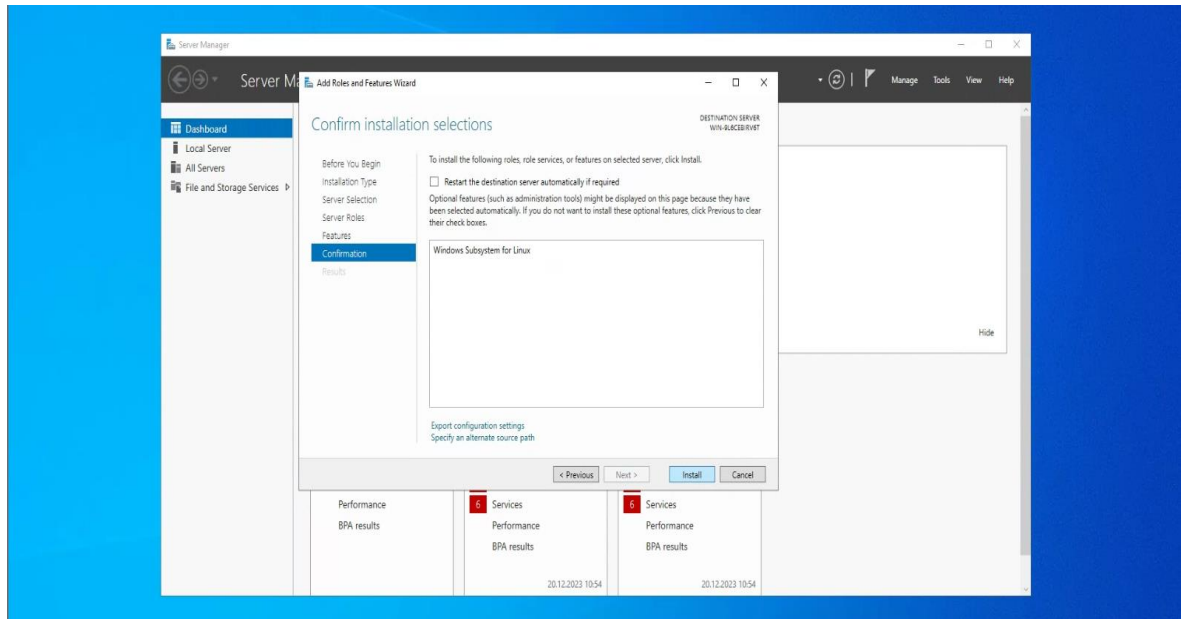 Server Manager
Server Ma
Manage Tools View Help
Dashboard
Local Server
All Servers
File and Storage Services
Add Roles and Features Wizard
Confirm installation selections
DESTINATION SERVER
Before You Begin
Installation Type
Server Selection
Server Roles
Features
Confirmation
Results
To install the following roles, role services, or features on selected server, click Install.
Restart the destination server automatically if required
Optional features (such as administration tools) might be displayed on this page because they have
been selected automatically. If you do not want to install these optional features, click Previous to clear
their check boxes.
Windows Subsystem for Linux
Export configuration settings
Specify an alternate source path
< Previous Next > Install Cancel
Hide
Performance
BPA results
6 Services
Performance
BPA results
20.12.2023 10:54
6 Services
Performance
BPA results
20.12.2023 10:54